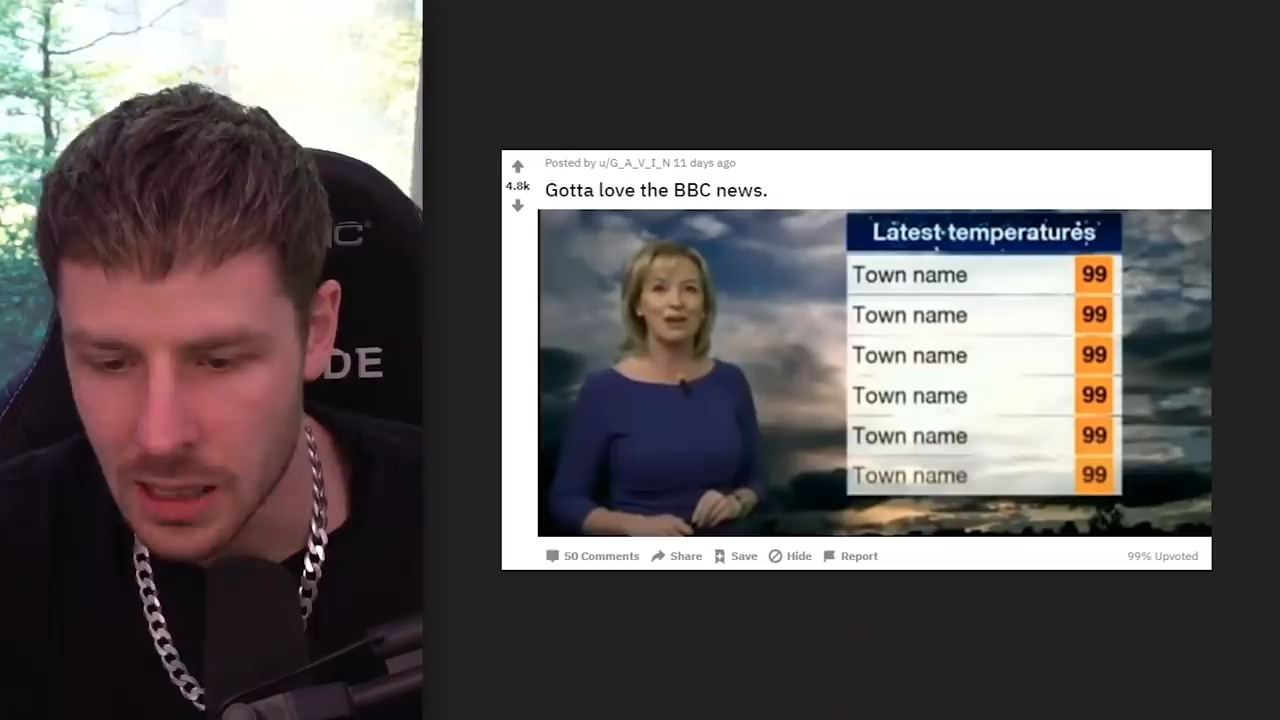 Posted by u/G_A_V_I_N 11 days ago
4.8k
Gotta love the BBC news.
Latest temperatures
Town name 99
Town name 99
Town name 99
Town name 99
Town name 99
Town name 99
50 Comments Share Save Hide Report 99% Upvoted
DE